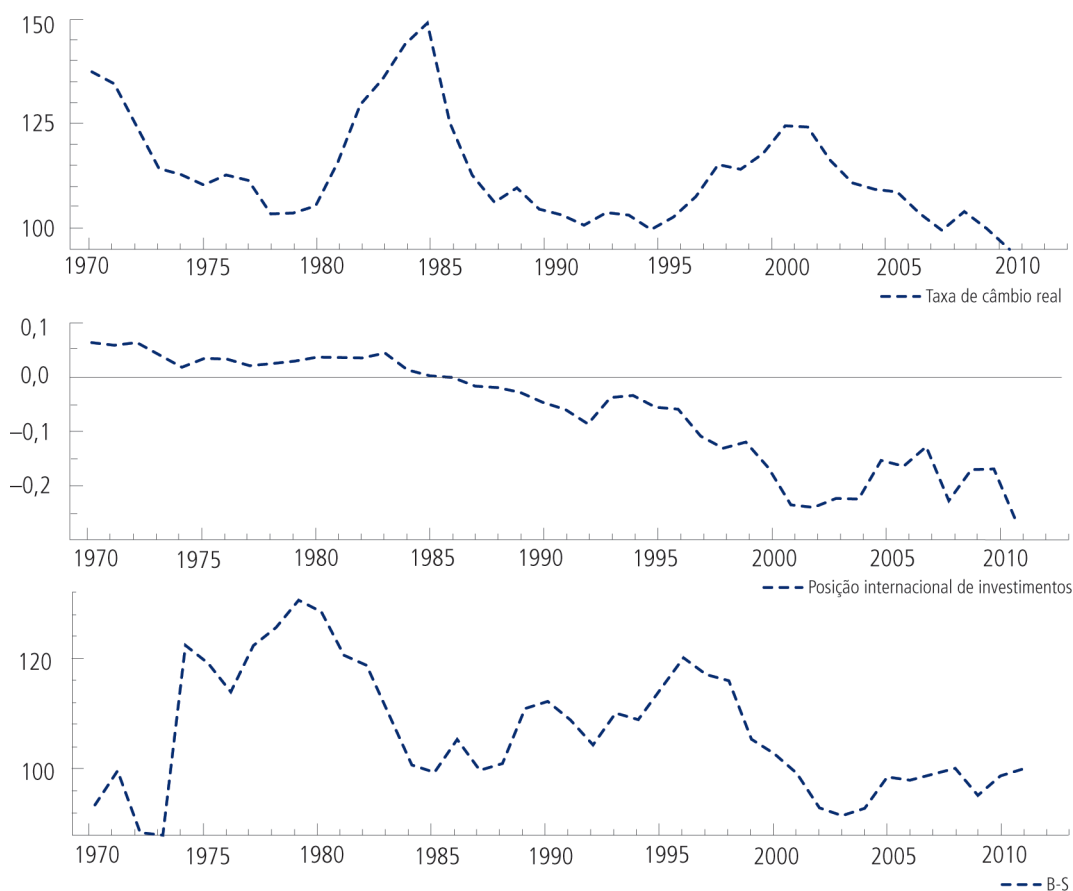 150
125
100
1970 1975 1980 1985 1990 1995 2000 2005 2010
Taxa de câmbio real
0,1
0,0
–0,1
–0,2
1970 1975 1980 1985 1990 1995 2000 2005 2010
Posição internacional de investimentos
120
100
1970 1975 1980 1985 1990 1995 2000 2005 2010
B-S